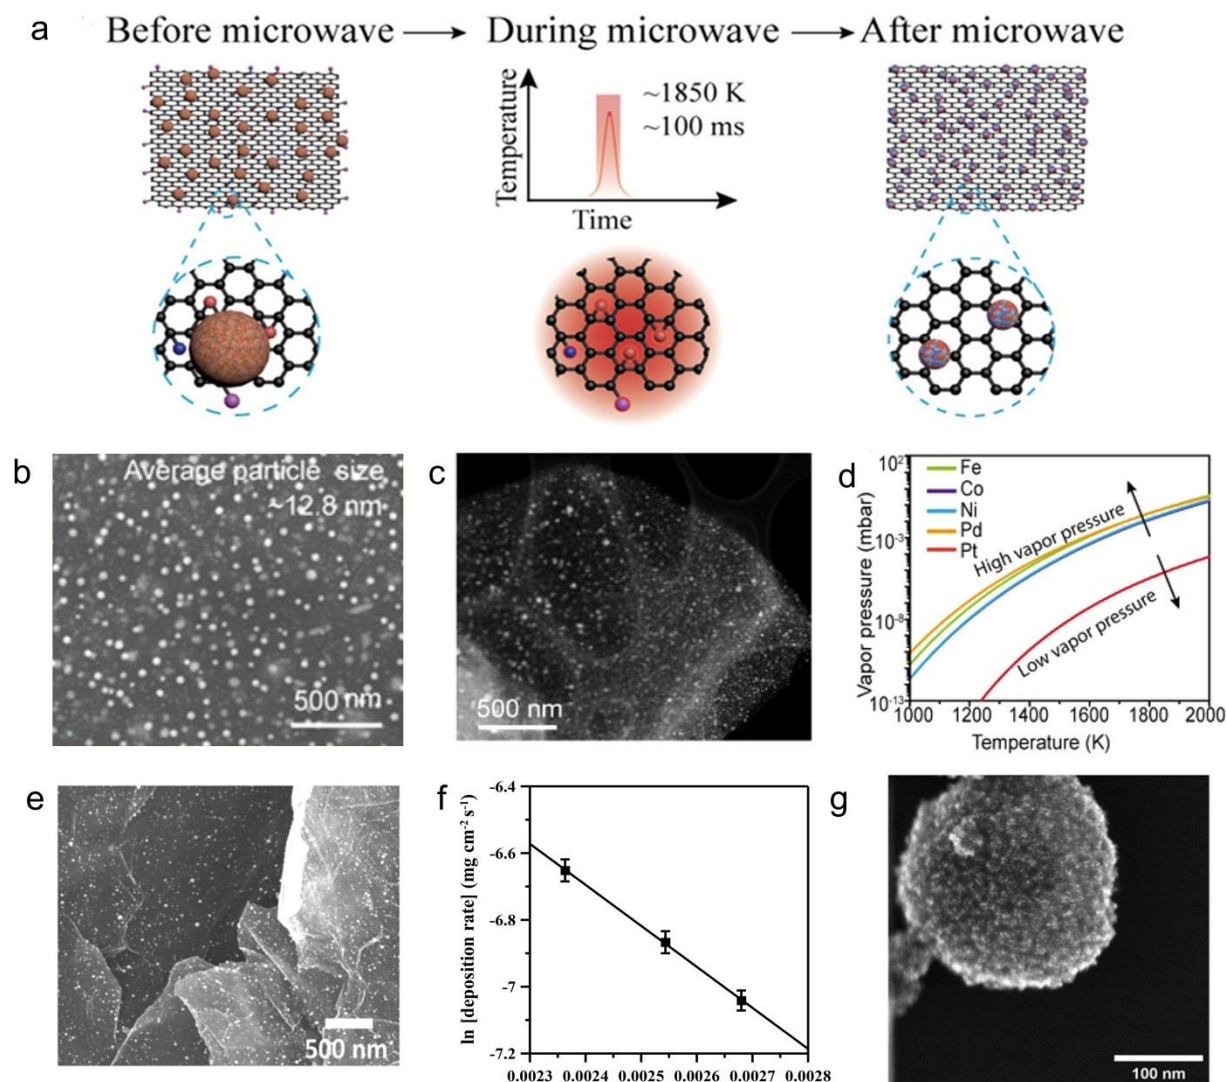 a
Before microwave → During microwave → After microwave
Temperature
~1850 K
~100 ms
Time
b
Average particle size
~12.8 nm
500 nm
c
500 nm
d
Vapor pressure (mbar)
10²
10⁻³
10⁻⁸
10⁻¹³
Fe
Co
Ni
Pd
Pt
High vapor pressure
Low vapor pressure
1000 1200 1400 1600 1800 2000
Temperature (K)
e
500 nm
f
ln [deposition rate] (mg cm⁻² s⁻¹)
-6.4
-6.6
-6.8
-7
-7.2
0.0023 0.0024 0.0025 0.0026 0.0027 0.0028
g
100 nm